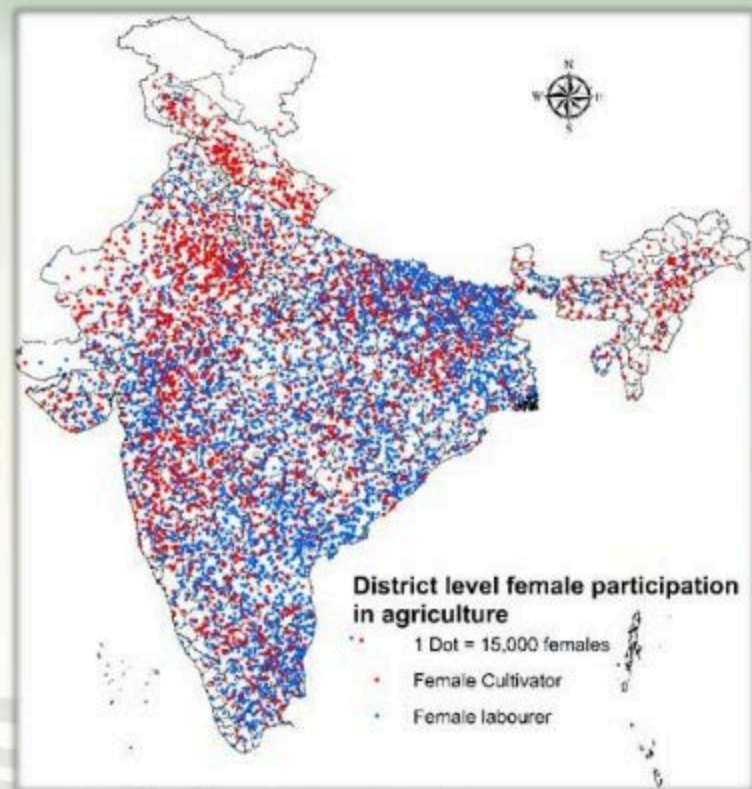 N
W E
S
District level female participation
in agriculture
1 Dot = 15,000 females
Female Cultivator
Female labourer